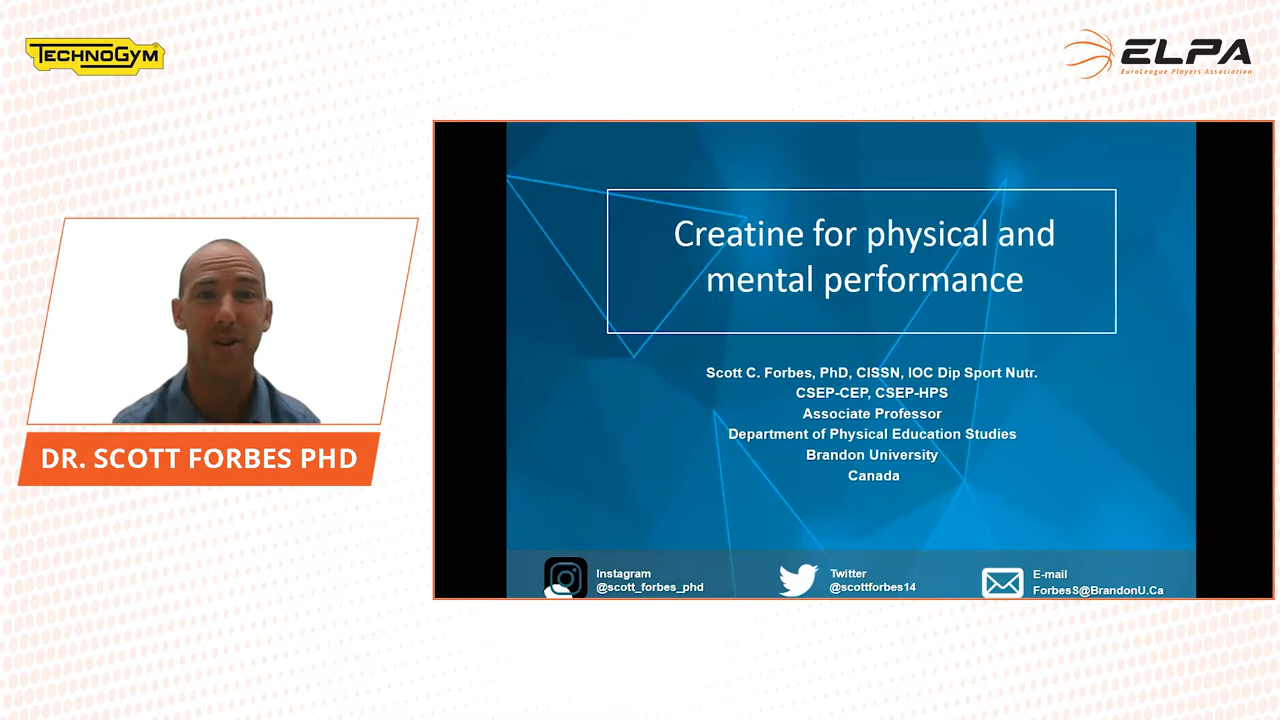 TECHNOGYM
ELPA
EuroLeague Players Association
DR. SCOTT FORBES PHD
Creatine for physical and
mental performance
Scott C. Forbes, PhD, CISSN, IOC Dip Sport Nutr.
CSEP-CEP, CSEP-HPS
Associate Professor
Department of Physical Education Studies
Brandon University
Canada
Instagram
@scott_forbes_phd
Twitter
@scottforbes14
E-mail
ForbesS@BrandonU.Ca